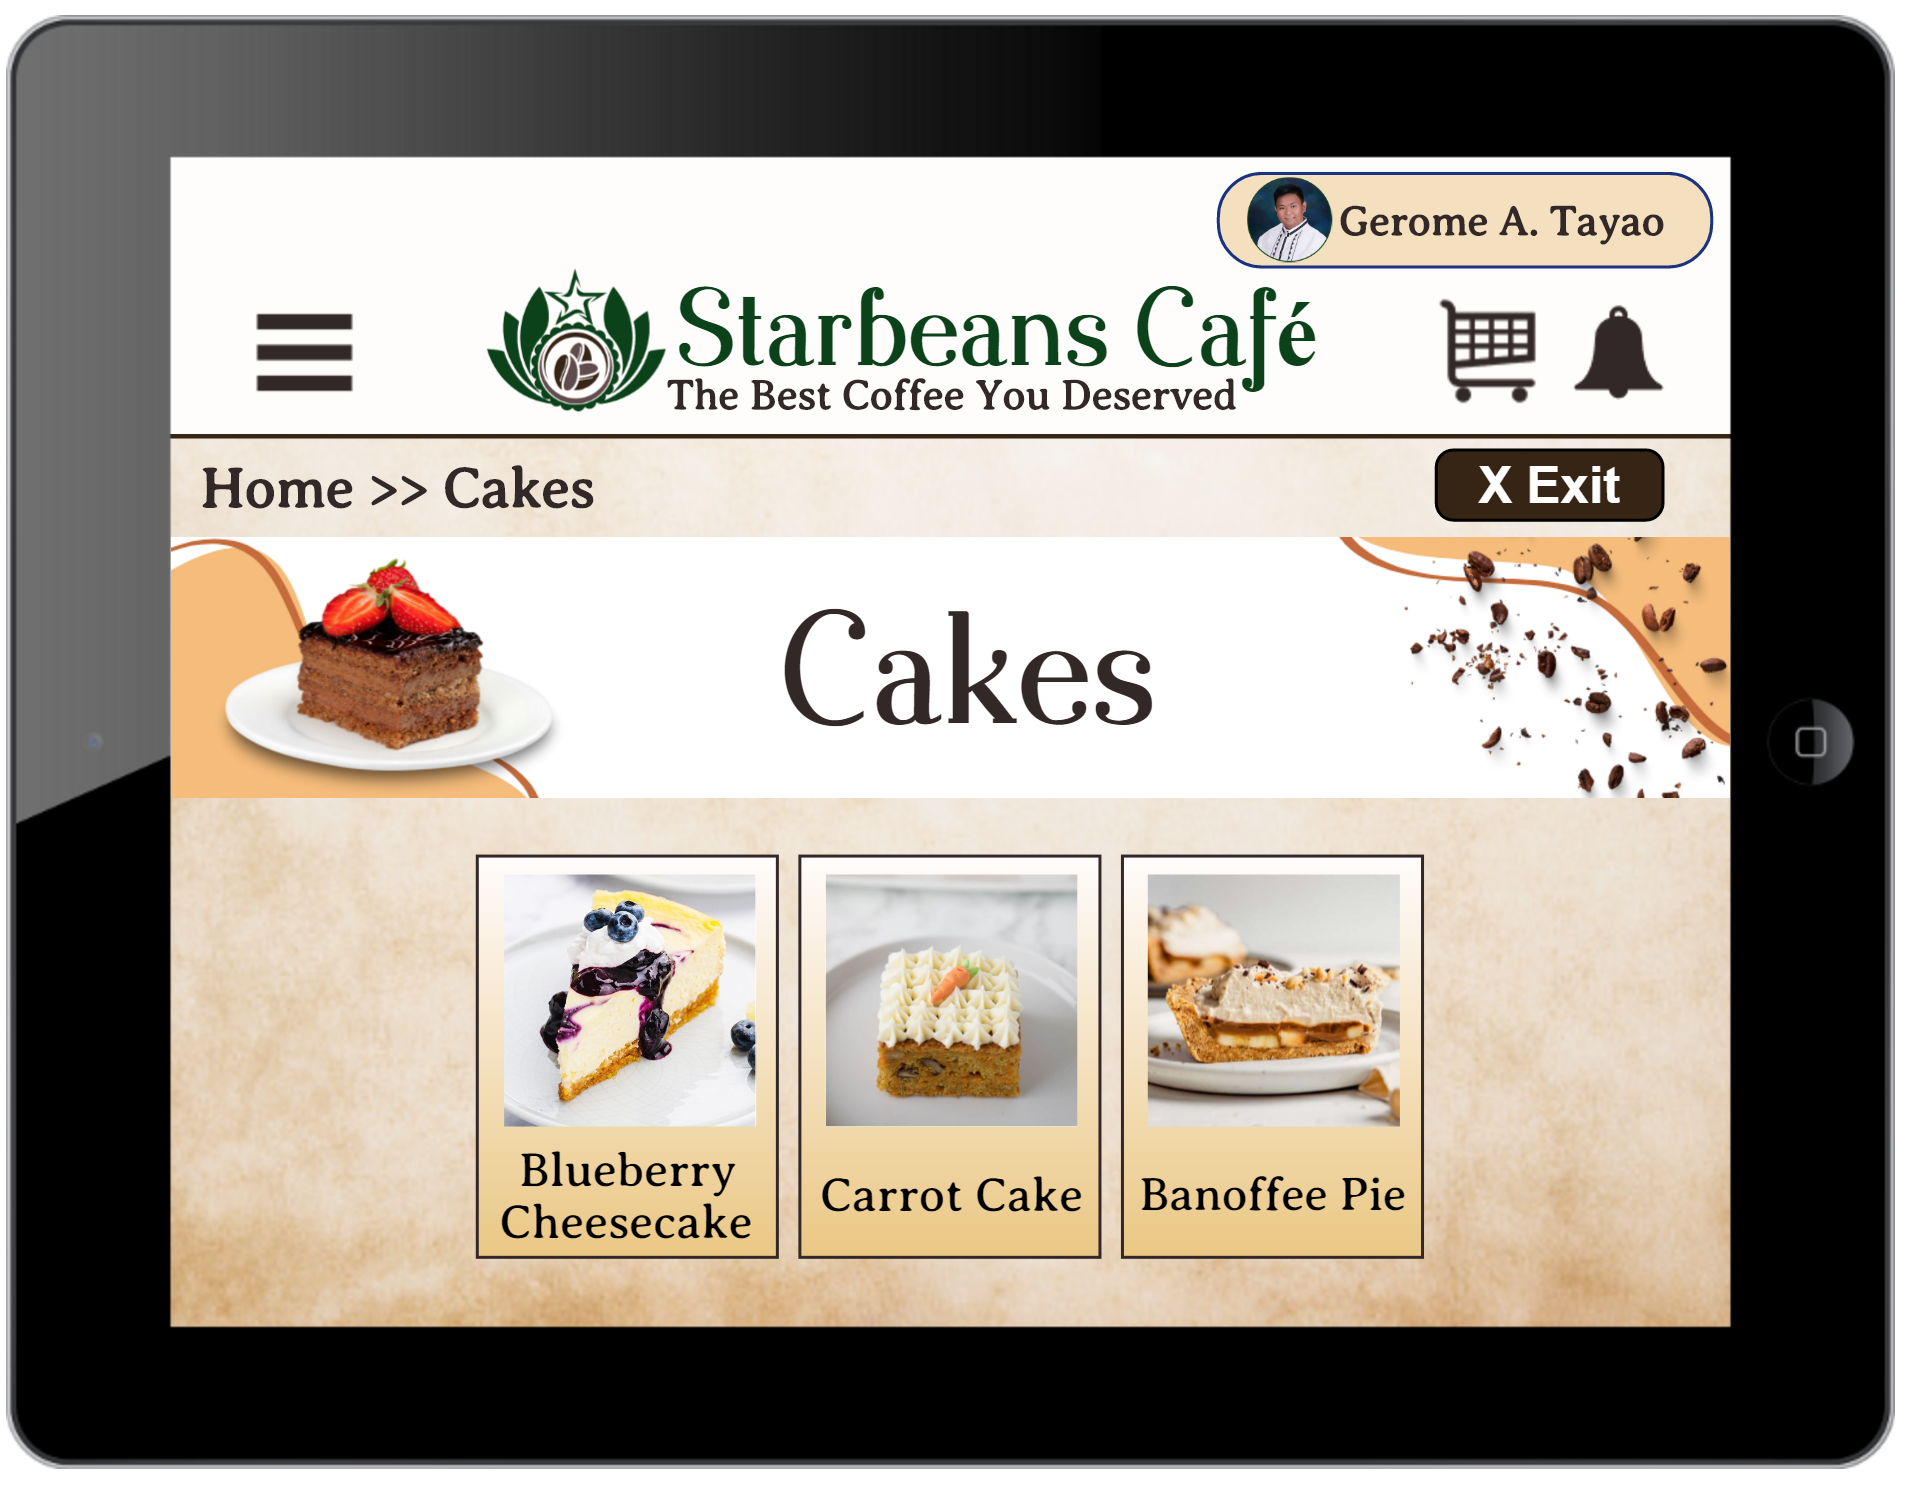 Gerome A. Tayao
Starbeans Café
The Best Coffee You Deserved
Home >> Cakes
X Exit
Cakes
Blueberry
Cheesecake
Carrot Cake
Banoffee Pie